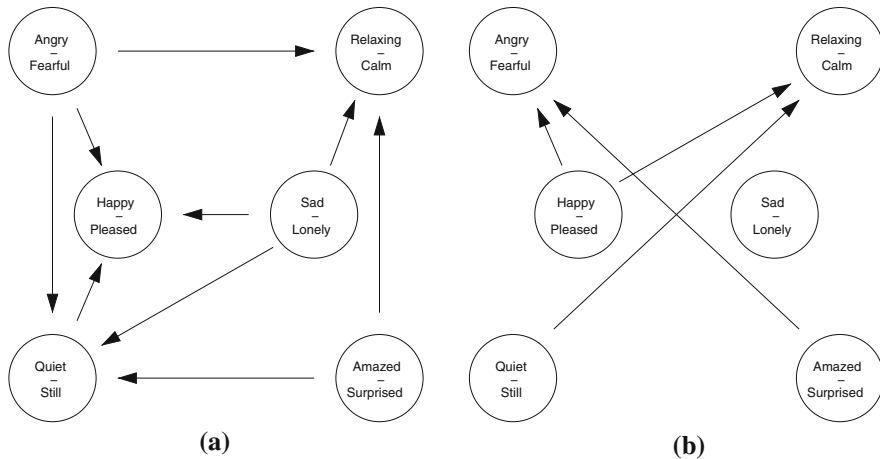 Angry
–
Fearful
Relaxing
–
Calm
Happy
–
Pleased
Sad
–
Lonely
Quiet
–
Still
Amazed
–
Surprised
(a)
Angry
–
Fearful
Relaxing
–
Calm
Happy
–
Pleased
Sad
–
Lonely
Quiet
–
Still
Amazed
–
Surprised
(b)